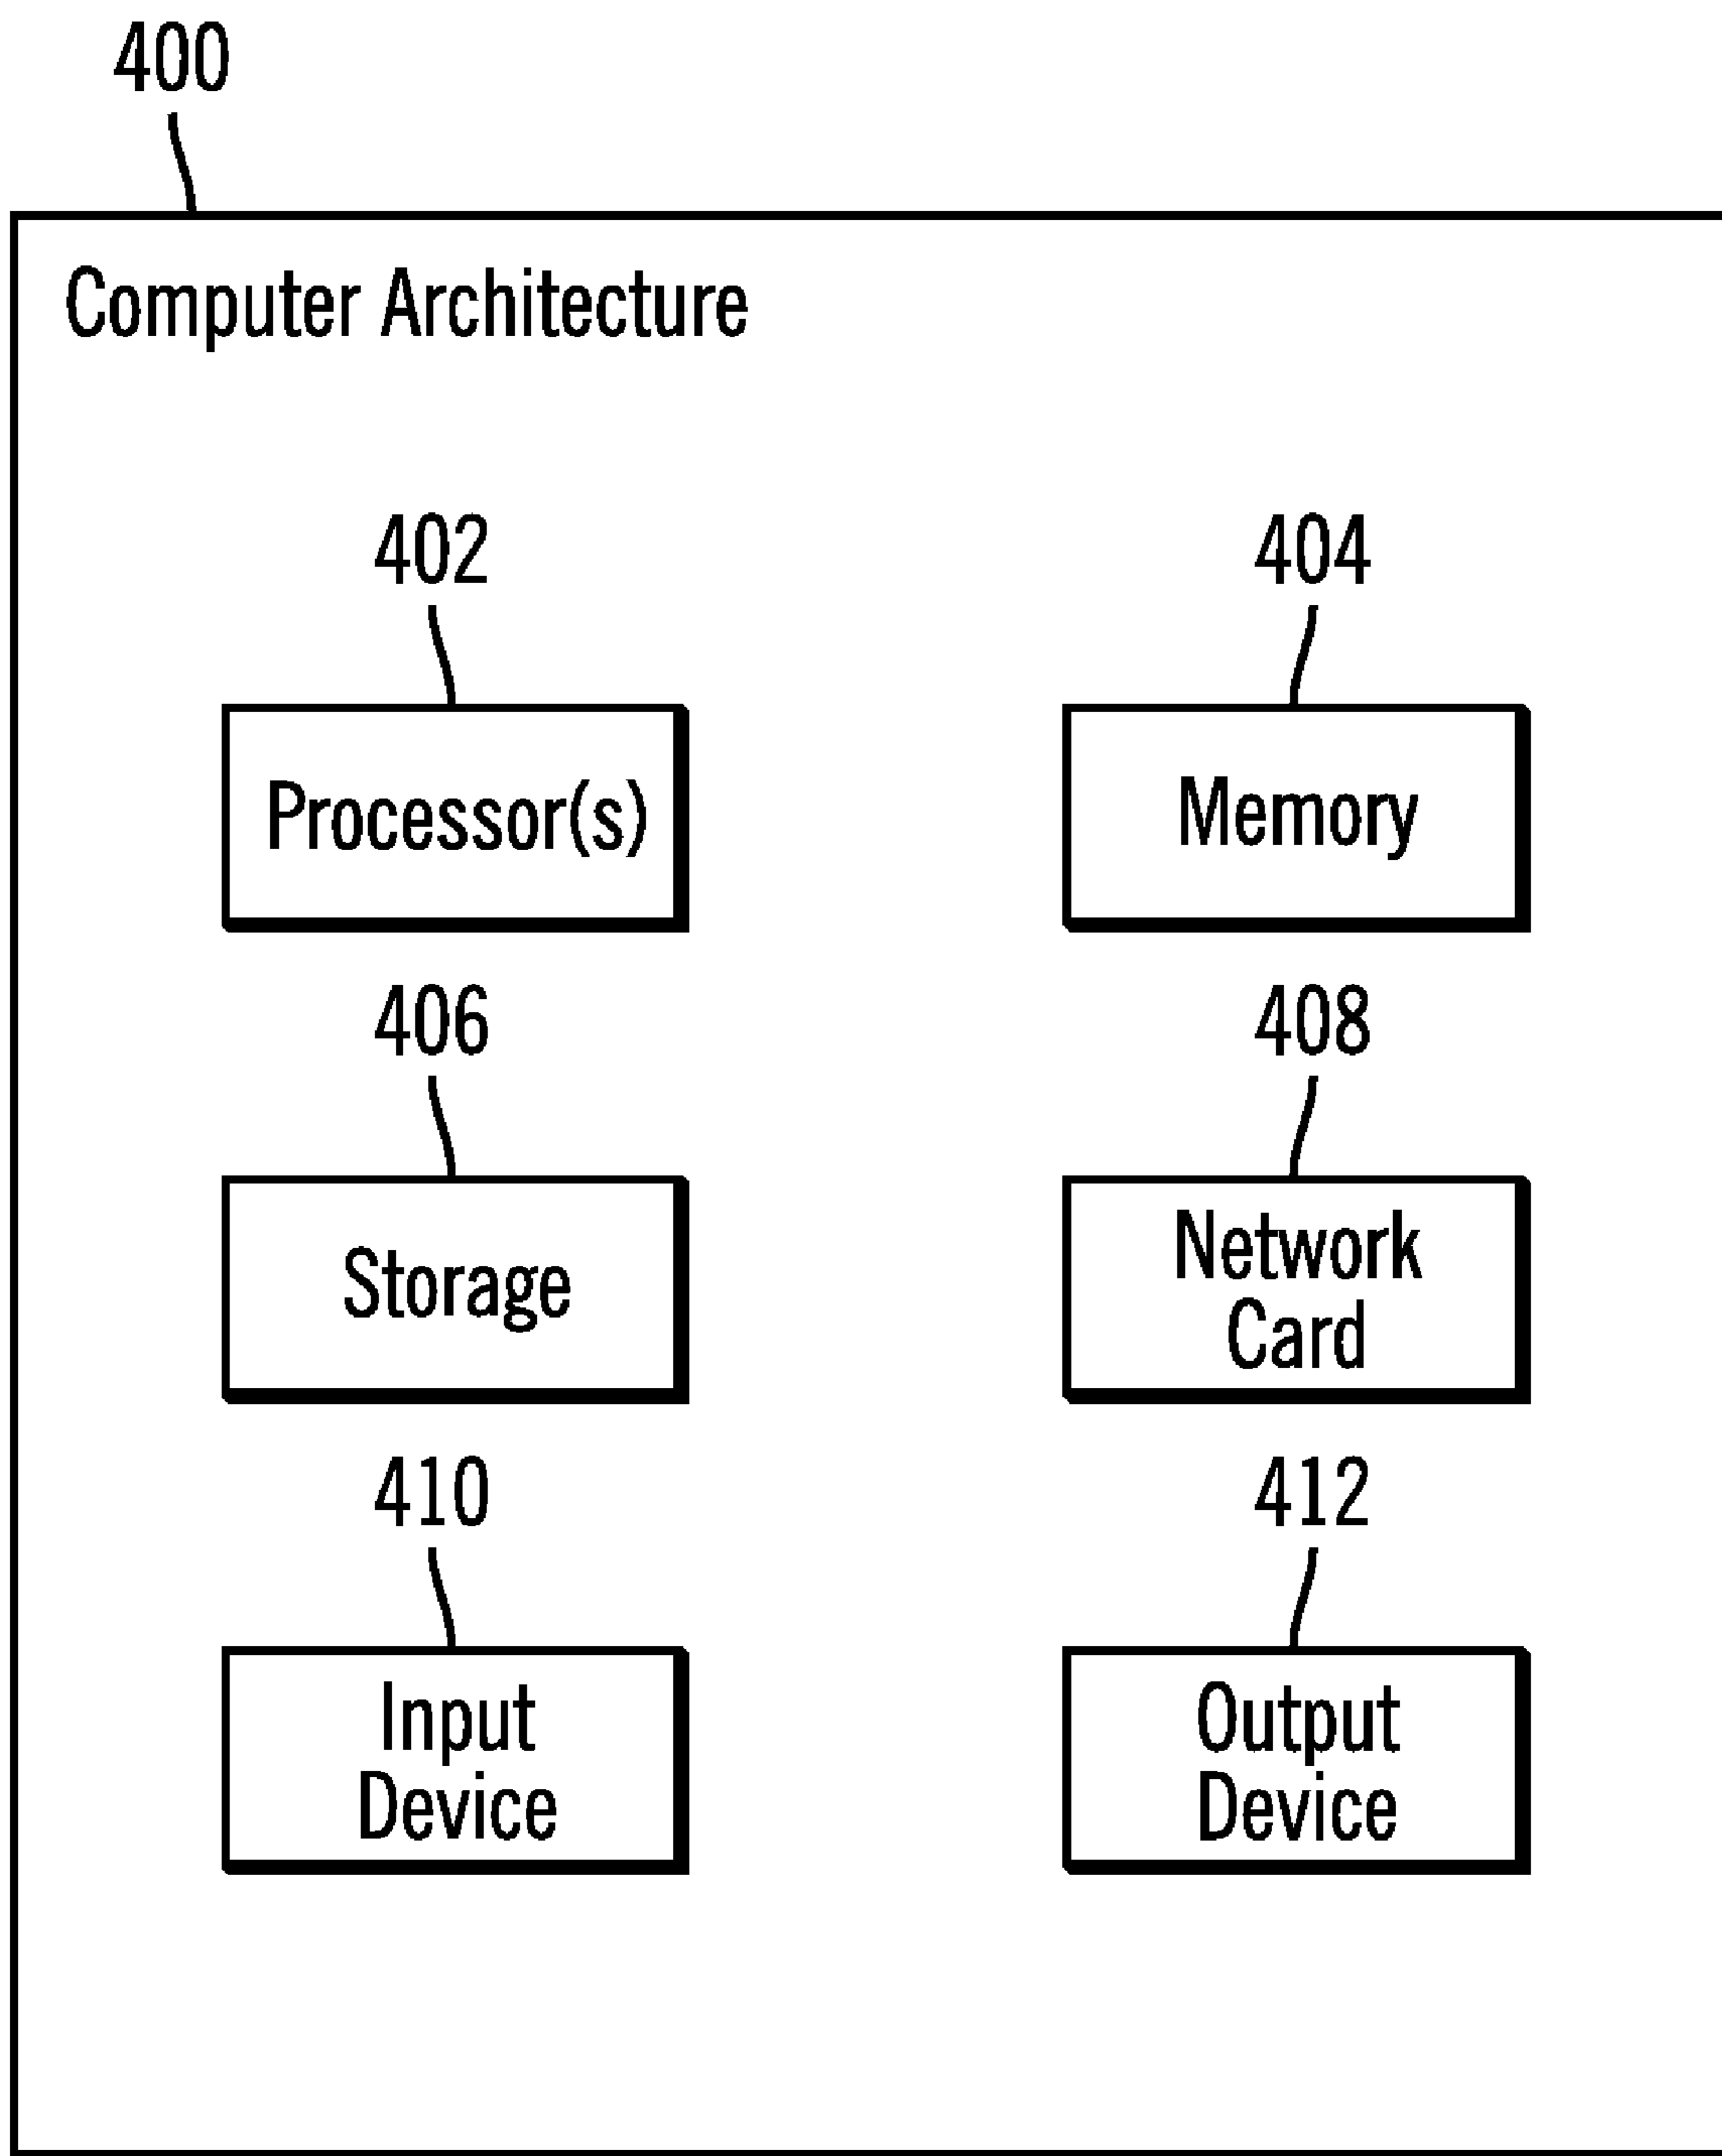 400
Computer Architecture
402
404
Processor(s)
Memory
406
408
Storage
Network
Card
410
412
Input
Device
Output
Device